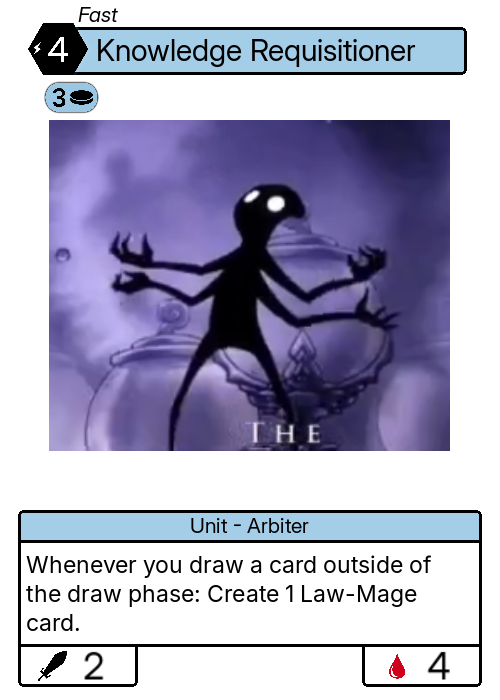 Fast
4 Knowledge Requisitioner
3
THE
Unit - Arbiter
Whenever you draw a card outside of
the draw phase: Create 1 Law-Mage
card.
2 4